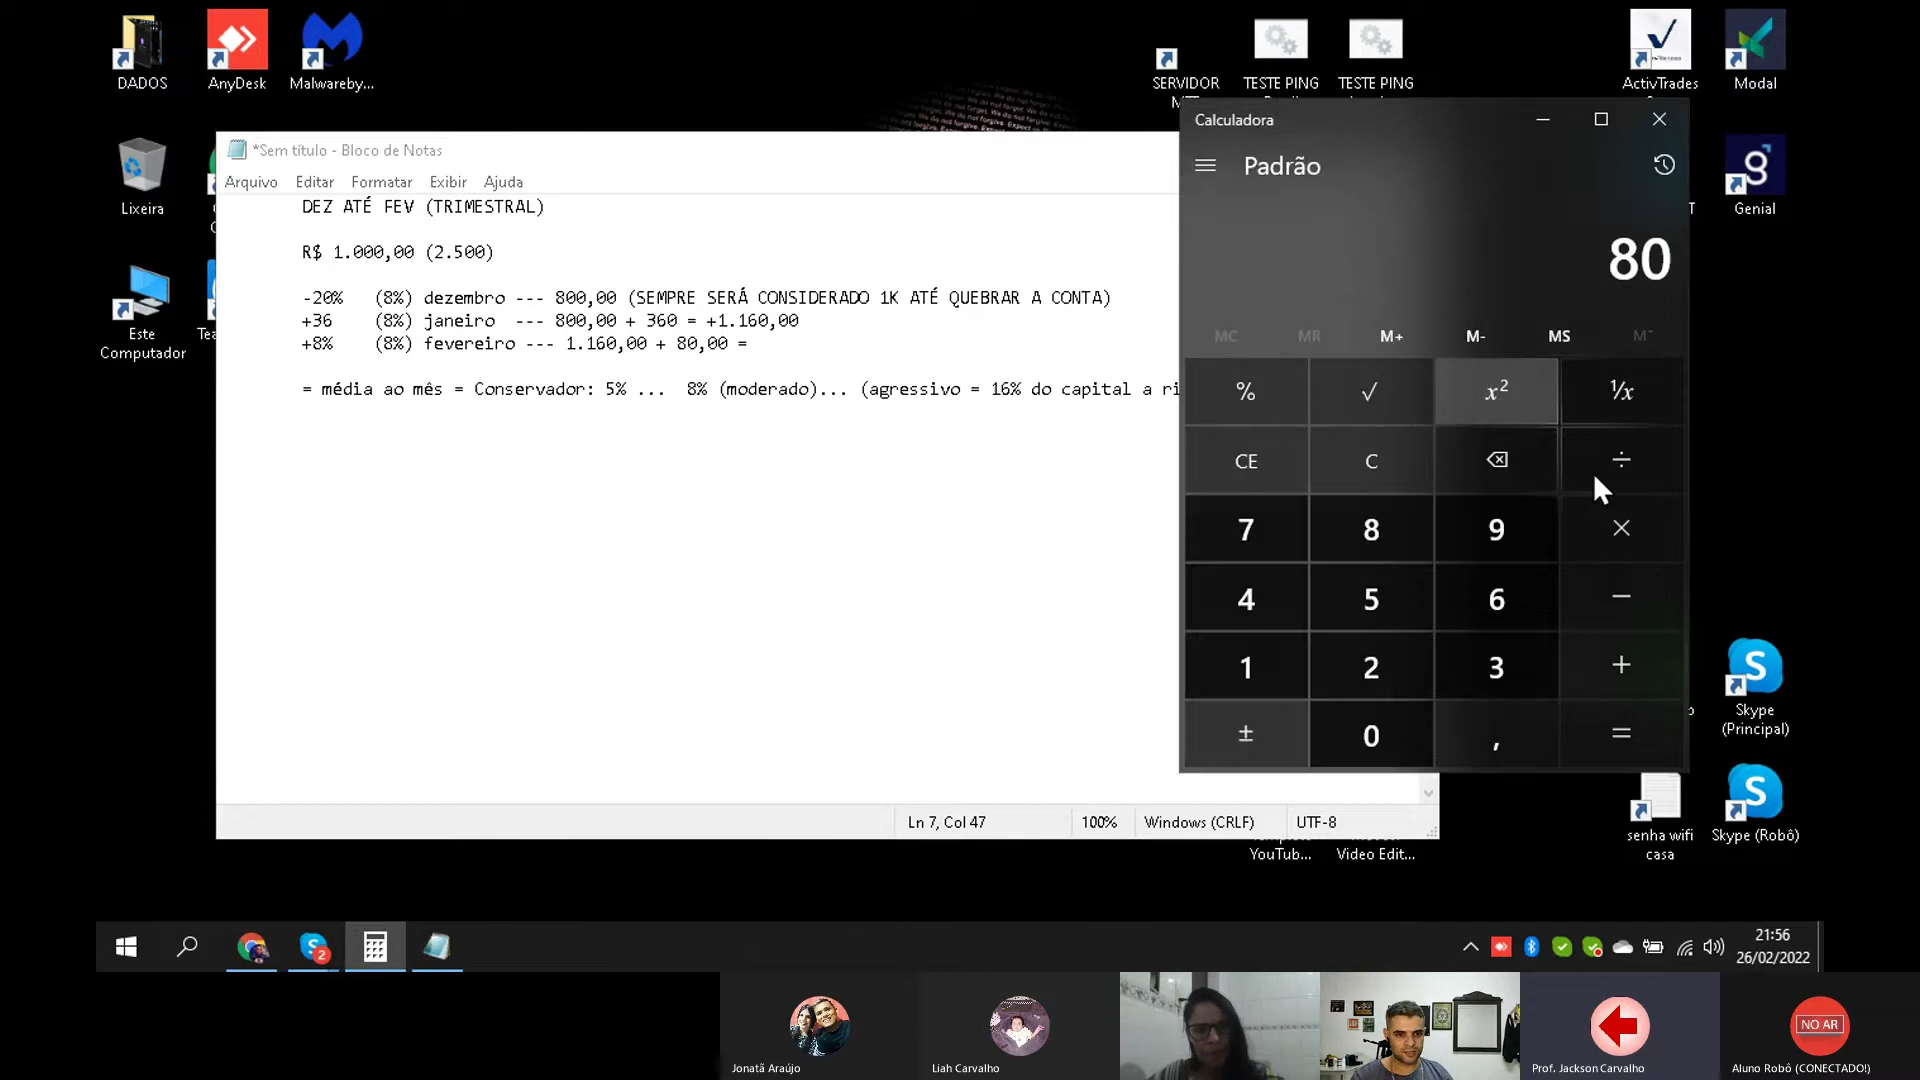 DADOS
AnyDesk
Malwareby...
SERVIDOR
TESTE PING
TESTE PING
ActivTrades
Modal
Lixeira
Este
Computador
Genial
*Sem título - Bloco de Notas
Arquivo Editar Formatar Exibir Ajuda
DEZ ATÉ FEV (TRIMESTRAL)
R$ 1.000,00 (2.500)
-20% (8%) dezembro --- 800,00 (SEMPRE SERÁ CONSIDERADO 1K ATÉ QUEBRAR A CONTA)
+36 (8%) janeiro --- 800,00 + 360 = +1.160,00
+8% (8%) fevereiro --- 1.160,00 + 80,00 =
= média ao mês = Conservador: 5% ... 8% (moderado)... (agressivo = 16% do capital a ri
Ln 7, Col 47 100% Windows (CRLF) UTF-8
Calculadora
Padrão
80
MC MR M+ M- MS M˅
% √ x² ¹/x
CE C ÷
7 8 9 ×
4 5 6 −
1 2 3 +
± 0 , =
Skype
(Principal)
senha wifi
casa
Skype (Robô)
YouTub...
Video Edit...
2
21:56
26/02/2022
NO AR
Jonatã Araújo
Liah Carvalho
Prof. Jackson Carvalho
Aluno Robô (CONECTADO!)